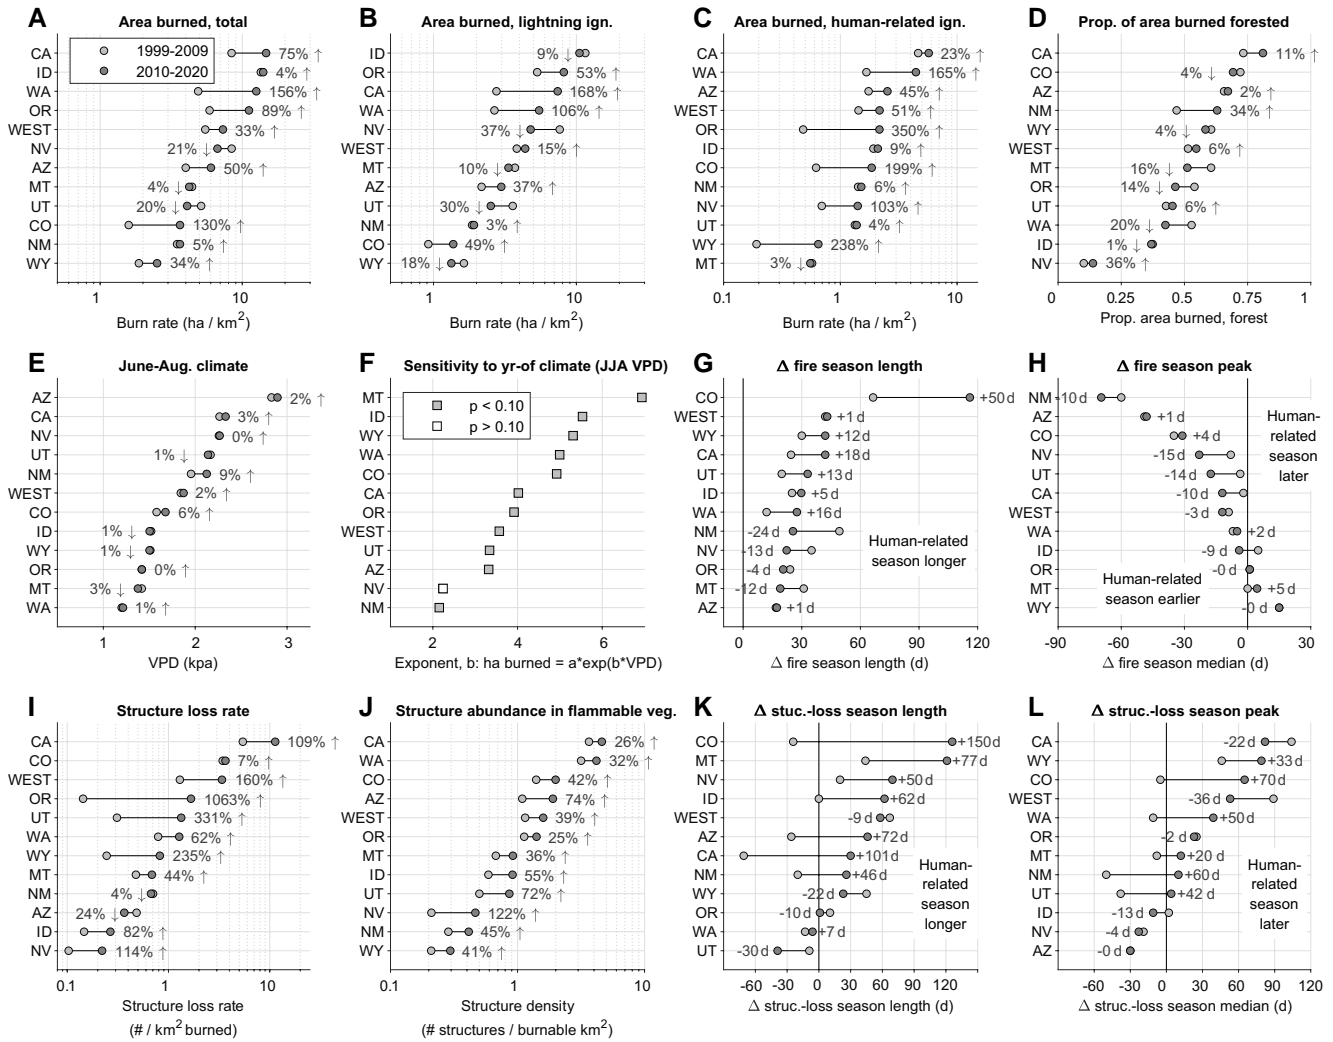 A Area burned, total
1999-2009
2010-2020
CA 75% ↑
ID 4% ↑
WA 156% ↑
OR 89% ↑
WEST 33% ↑
NV 21% ↓
AZ 50% ↑
MT 4% ↓
UT 20% ↓
CO 130% ↑
NM 5% ↑
WY 34% ↑
1 10
Burn rate (ha / km2)
B Area burned, lightning ign.
ID 9% ↓
OR 53% ↑
CA 168% ↑
WA 106% ↑
NV 37% ↓
WEST 15% ↑
MT 10% ↓
AZ 37% ↑
UT 30% ↓
NM 3% ↑
CO 49% ↑
WY 18% ↓
1 10
Burn rate (ha / km2)
C Area burned, human-related ign.
CA 23% ↑
WA 165% ↑
AZ 45% ↑
WEST 51% ↑
OR 350% ↑
ID 9% ↑
CO 199% ↑
NM 6% ↑
NV 103% ↑
UT 4% ↑
WY 238% ↑
MT 3% ↓
0.1 1 10
Burn rate (ha / km2)
D Prop. of area burned forested
CA 11% ↑
CO 4% ↓
AZ 2% ↑
NM 34% ↑
WY 4% ↓
WEST 6% ↑
MT 16% ↓
OR 14% ↓
UT 6% ↑
WA 20% ↓
ID 1% ↓
NV 36% ↑
0 0.25 0.5 0.75 1
Prop. area burned, forest
E June-Aug. climate
AZ 2% ↑
CA 3% ↑
NV 0% ↑
UT 1% ↓
NM 9% ↑
WEST 2% ↑
CO 6% ↑
ID 1% ↓
WY 1% ↓
OR 0% ↑
MT 3% ↓
WA 1% ↑
1 2 3
VPD (kpa)
F Sensitivity to yr-of climate (JJA VPD)
p < 0.10
p > 0.10
MT
ID
WY
WA
CO
CA
OR
WEST
UT
AZ
NV
NM
2 4 6
Exponent, b: ha burned = a*exp(b*VPD)
G Δ fire season length
CO +50 d
WEST +1 d
WY +12 d
CA +18 d
UT +13 d
ID +5 d
WA +16 d
NM -24 d
NV -13 d
OR -4 d
MT -12 d
AZ +1 d
Human-related
season longer
0 30 60 90 120
Δ fire season length (d)
H Δ fire season peak
NM -10 d
AZ +1 d
CO +4 d
NV -15 d
UT -14 d
CA -10 d
WEST -3 d
WA +2 d
ID -9 d
OR -0 d
MT +5 d
WY -0 d
Human-
related
season
later
Human-related
season earlier
-90 -60 -30 0 30
Δ fire season median (d)
I Structure loss rate
CA 109% ↑
CO 7% ↑
WEST 160% ↑
OR 1063% ↑
UT 331% ↑
WA 62% ↑
WY 235% ↑
MT 44% ↑
NM 4% ↓
AZ 24% ↓
ID 82% ↑
NV 114% ↑
0.1 1 10
Structure loss rate
(# / km2 burned)
J Structure abundance in flammable veg.
CA 26% ↑
WA 32% ↑
CO 42% ↑
AZ 74% ↑
WEST 39% ↑
OR 25% ↑
MT 36% ↑
ID 55% ↑
UT 72% ↑
NV 122% ↑
NM 45% ↑
WY 41% ↑
0.1 1 10
Structure density
(# structures / burnable km2)
K Δ stuc.-loss season length
CO +150 d
MT +77 d
NV +50 d
ID +62 d
WEST -9 d
AZ +72 d
CA +101 d
NM +46 d
WY -22 d
OR -10 d
WA +7 d
UT -30 d
Human-
related
season
longer
-60 -30 0 30 60 90 120
Δ struc.-loss season length (d)
L Δ struc.-loss season peak
CA -22 d
WY +33 d
CO +70 d
WEST -36 d
WA +50 d
OR -2 d
MT +20 d
NM +60 d
UT +42 d
ID -13 d
NV -4 d
AZ -0 d
Human-
related
season
later
-60 -30 0 30 60 90 120
Δ struc.-loss season median (d)